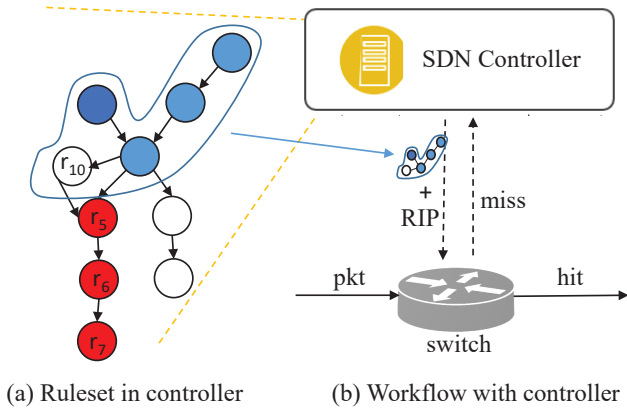 SDN Controller
r10
r5
r6
r7
+
RIP
miss
pkt
hit
switch
(a) Ruleset in controller
(b) Workflow with controller